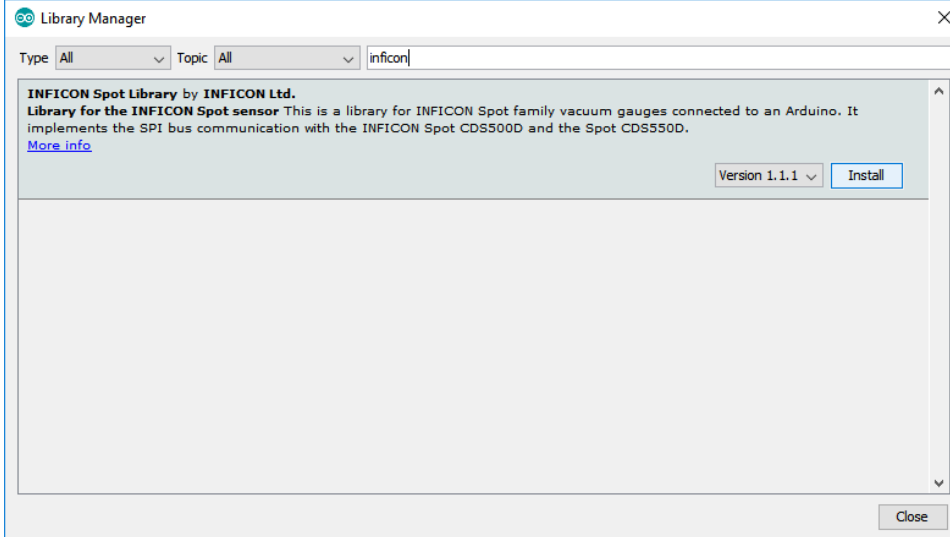 Library Manager
Type All Topic All inficon
INFICON Spot Library by INFICON Ltd.
Library for the INFICON Spot sensor This is a library for INFICON Spot family vacuum gauges connected to an Arduino. It
implements the SPI bus communication with the INFICON Spot CDS500D and the Spot CDS550D.
More info
Version 1.1.1 Install
Close